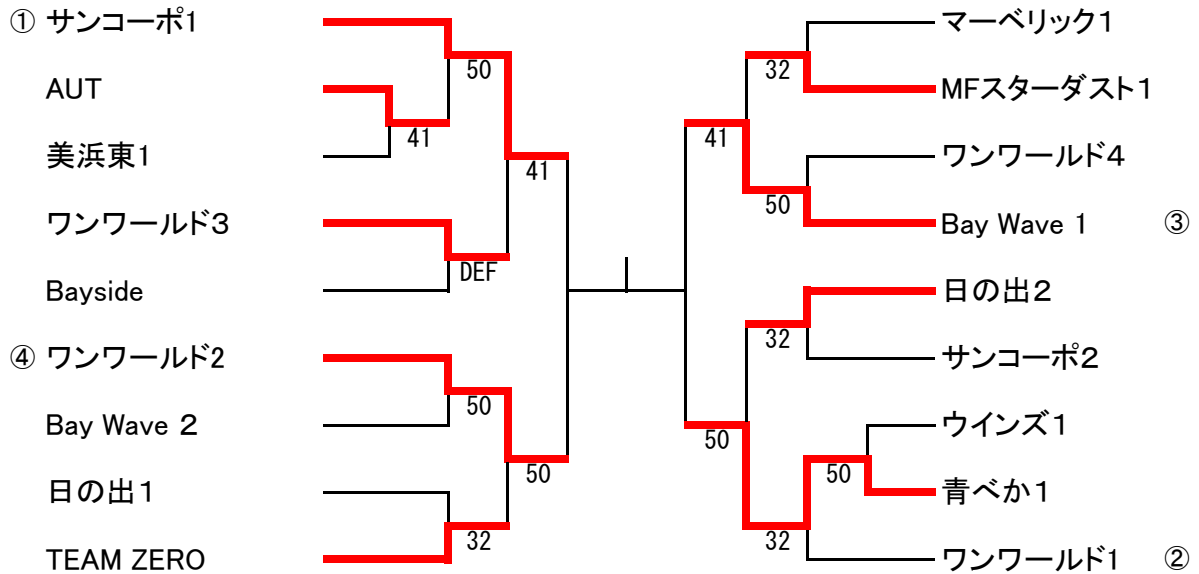 ① サンコーポ1
マーベリック1
50
32
AUT
MFスターダスト1
41
41
美浜東1
ワンワールド4
41
50
ワンワールド3
Bay Wave 1 ③
DEF
Bayside
日の出2
32
④ ワンワールド2
サンコーポ2
50
Bay Wave 2
ウインズ1
50
50
50
日の出1
青べか1
32
32
TEAM ZERO
ワンワールド1 ②